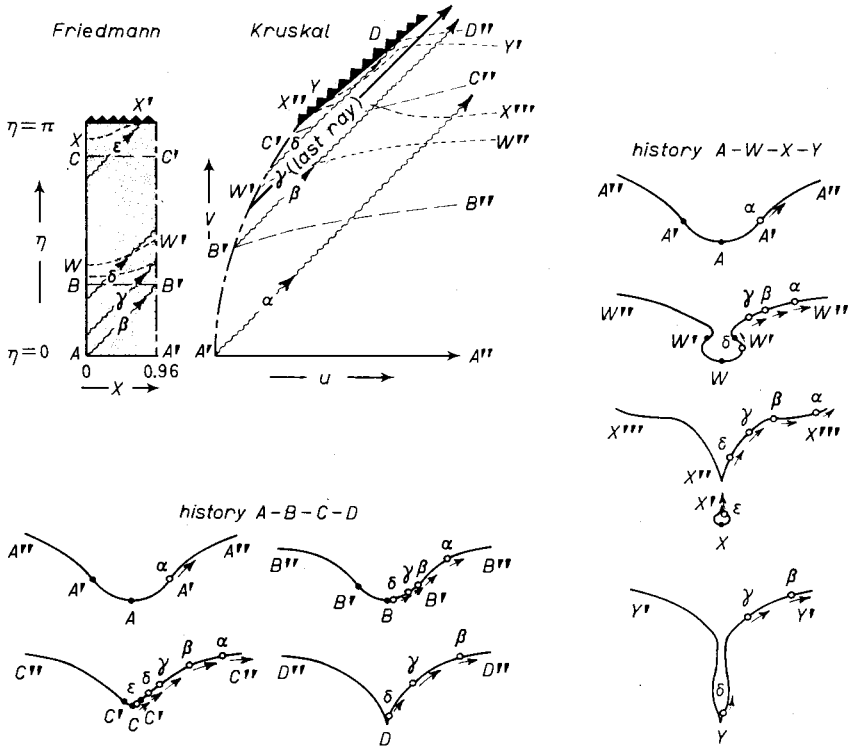 Friedmann
Kruskal
D D"
Y'
Y
X"
C"
X'
η=π
X
ε
C C'
C' δ
γ (last ray)
X'''
W"
W'
β
V
η
W W'
B"
B'
δ
B B'
γ
β
α
η=0
A A'
A' A"
0 0.96
X
u
history A-W-X-Y
A" A"
α
A' A'
A
W" γ β α W"
W' δ W'
W
α
β
γ
X''' X'''
δ
X"
X' ε
X
β
γ
Y' Y'
δ
Y
history A-B-C-D
A" A"
α
A' A'
A
B" α B"
γ β
δ
B' B B'
C" α C"
β
γ
ε δ
C' C C'
D" β D"
γ
δ
D